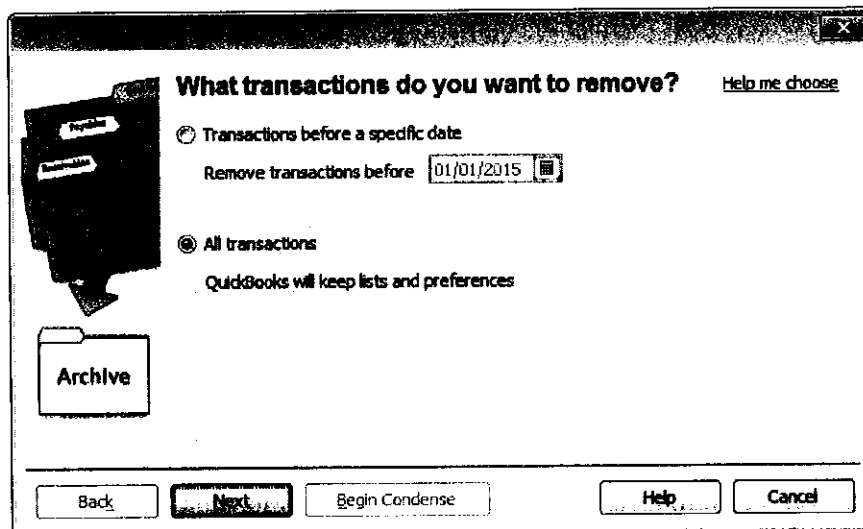 What transactions do you want to remove? Help me choose
Transactions before a specific date
Remove transactions before 01/01/2015
All transactions
QuickBooks will keep lists and preferences
Payables
Receivables
Archive
Back Next Begin Condense Help Cancel